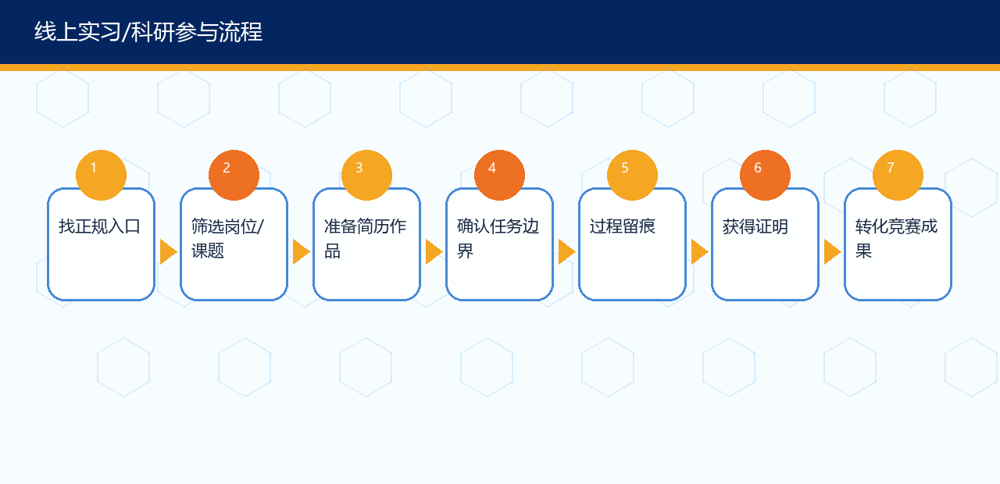 线上实习/科研参与流程
1
找正规入口
2
筛选岗位/
课题
3
准备简历作
品
4
确认任务边
界
5
过程留痕
6
获得证明
7
转化竞赛成
果